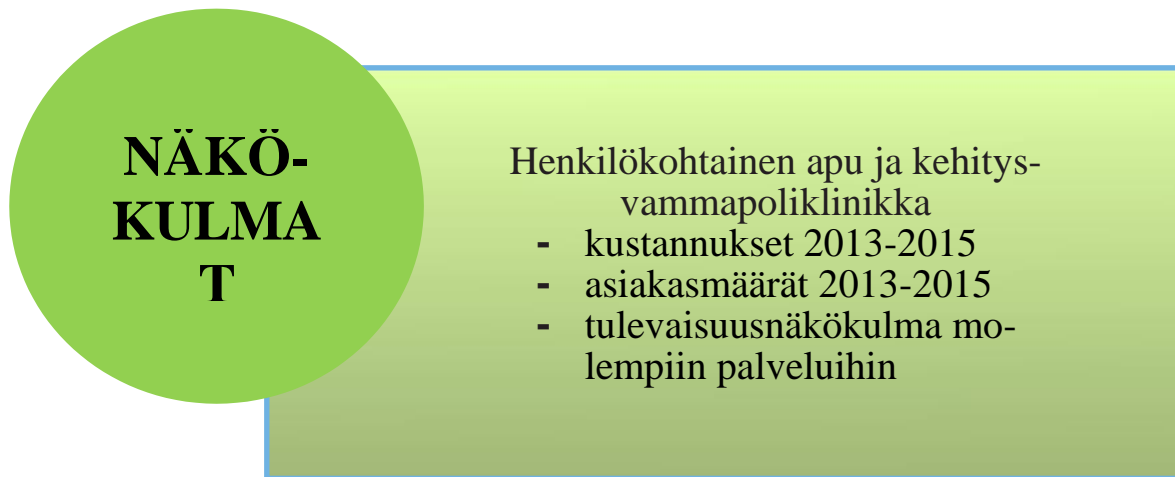 NÄKÖ-
KULMA
T
Henkilökohtainen apu ja kehitys-
vammapoliklinikka
- kustannukset 2013-2015
- asiakasmäärät 2013-2015
- tulevaisuusnäkökulma mo-
lempiin palveluihin